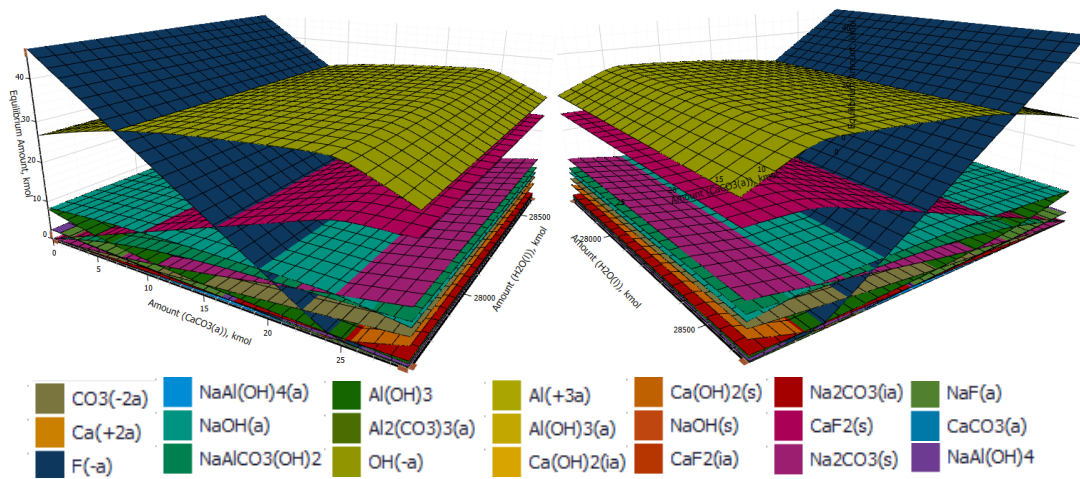 40
30
20
10
0
Equilibrium Amount, kmol
0
5
10
15
20
25
Amount (CaCO3(a)), kmol
28000
28500
Amount (H2O(l)), kmol
10
15
Amount (CaCO3(a)), kmol
28000
28500
Amount (H2O(l)), kmol
CO3(-2a) NaAl(OH)4(a) Al(OH)3 Al(+3a) Ca(OH)2(s) Na2CO3(ia) NaF(a)
Ca(+2a) NaOH(a) Al2(CO3)3(a) Al(OH)3(a) NaOH(s) CaF2(s) CaCO3(a)
F(-a) NaAlCO3(OH)2 OH(-a) Ca(OH)2(ia) CaF2(ia) Na2CO3(s) NaAl(OH)4